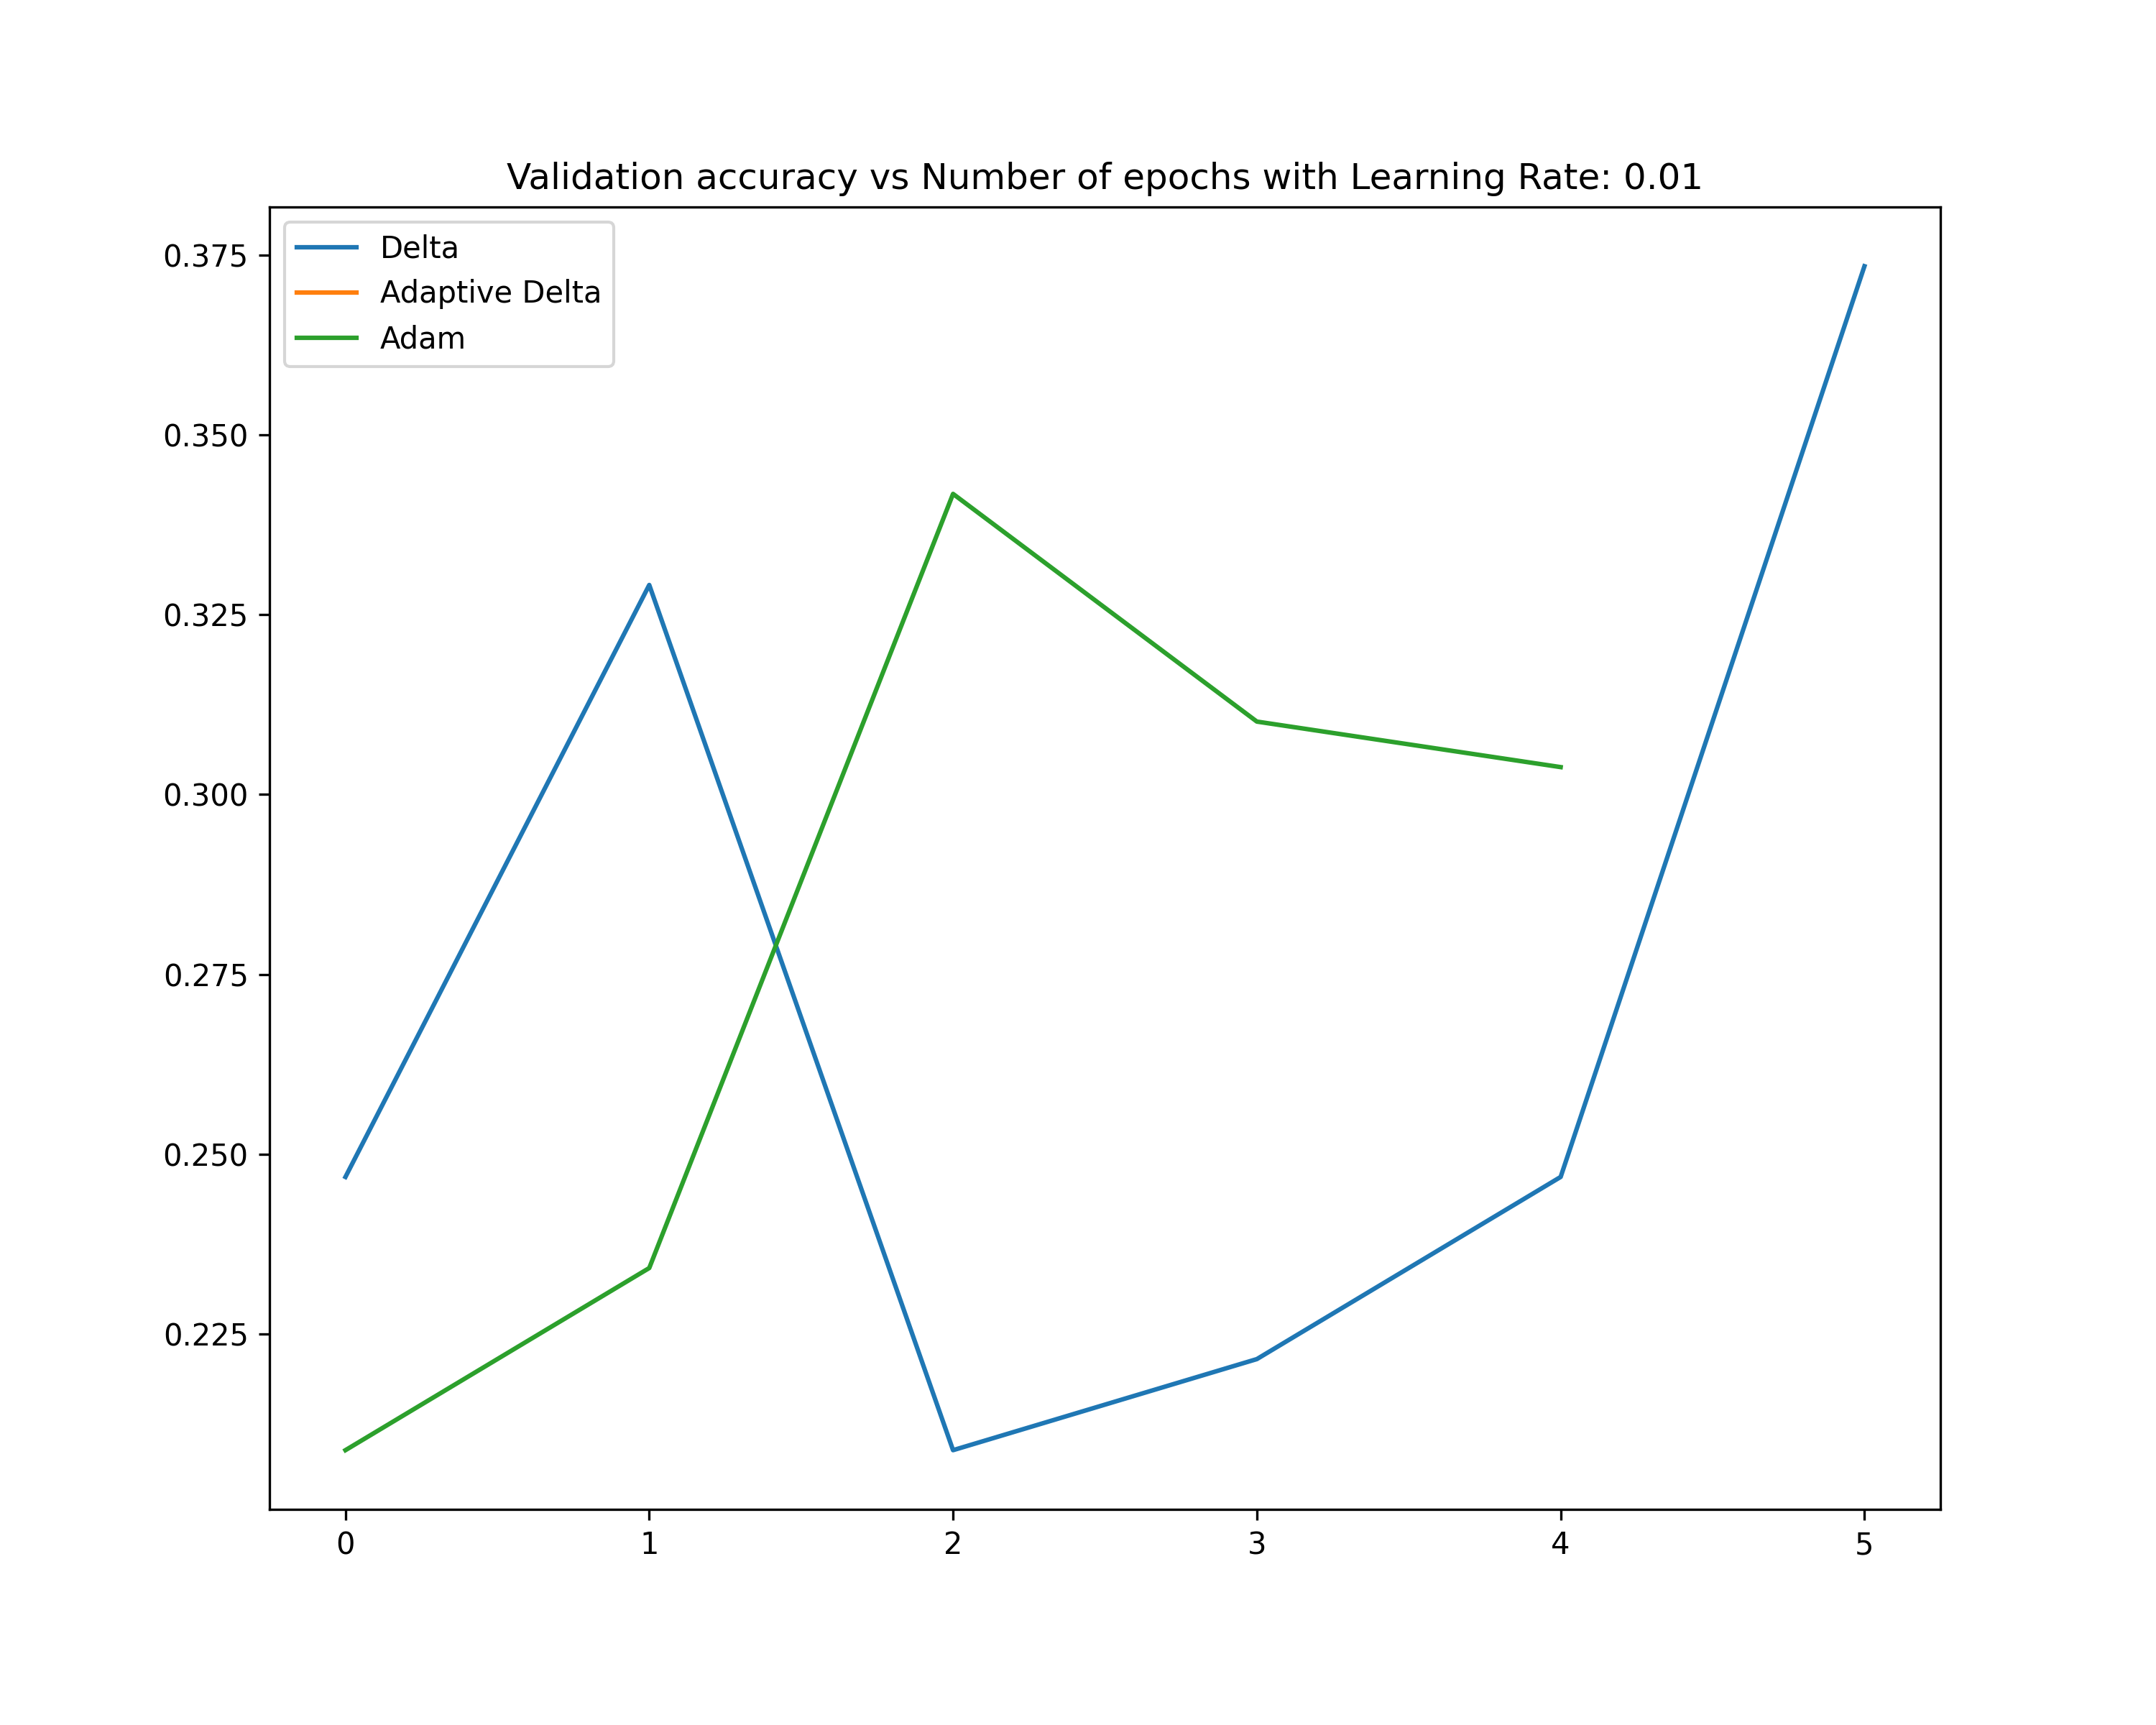 Validation accuracy vs Number of epochs with Learning Rate: 0.01
Delta
Adaptive Delta
Adam
0.375
0.350
0.325
0.300
0.275
0.250
0.225
0 1 2 3 4 5